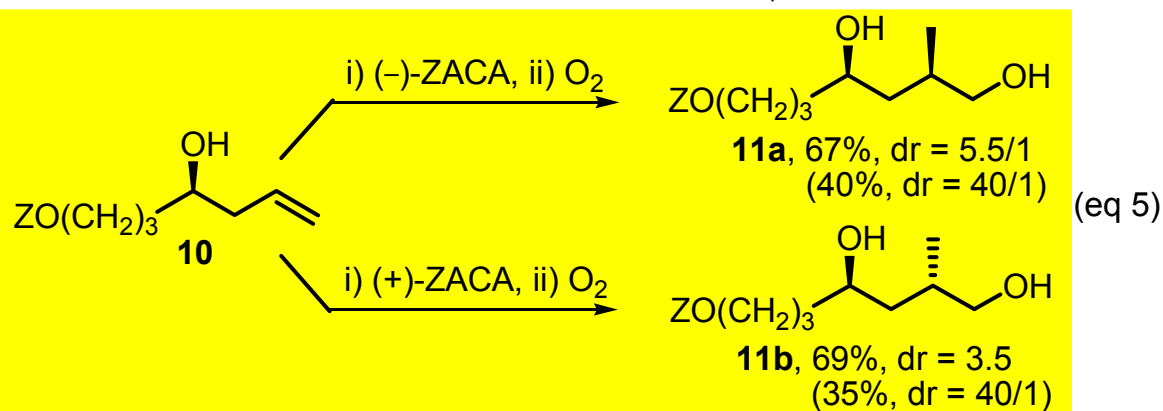 OH
i) (−)-ZACA, ii) O2
OH
ZO(CH2)3
11a, 67%, dr = 5.5/1
(40%, dr = 40/1)
OH
ZO(CH2)3
10
(eq 5)
i) (+)-ZACA, ii) O2
OH
OH
ZO(CH2)3
11b, 69%, dr = 3.5
(35%, dr = 40/1)